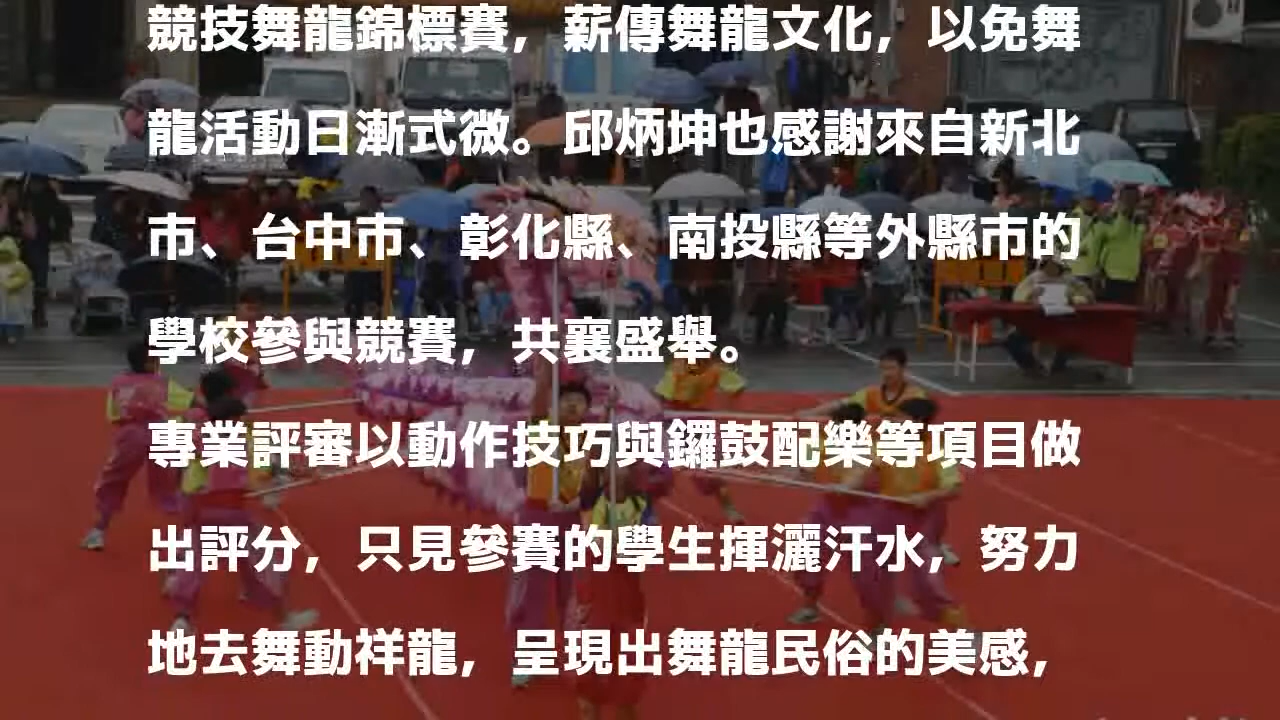 競技舞龍錦標賽，薪傳舞龍文化，以免舞
龍活動日漸式微。邱炳坤也感謝來自新北
市、台中市、彰化縣、南投縣等外縣市的
學校參與競賽，共襄盛舉。
專業評審以動作技巧與鑼鼓配樂等項目做
出評分，只見參賽的學生揮灑汗水，努力
地去舞動祥龍，呈現出舞龍民俗的美感，